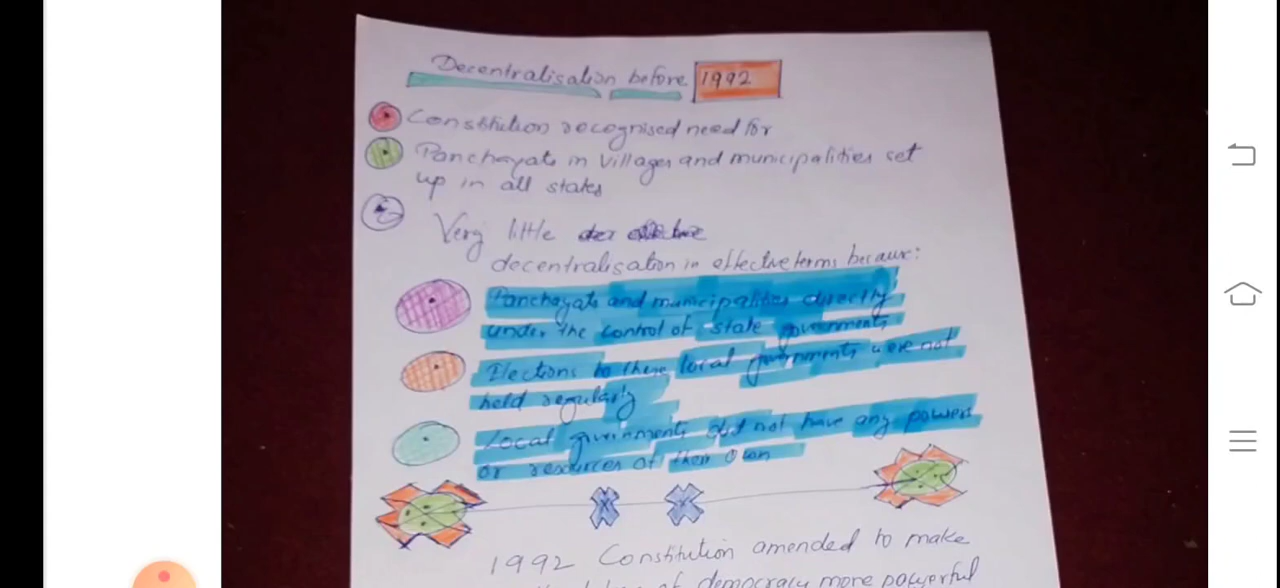 Decentralisation before 1992
Constitution recognised need for
Panchayats in villages and municipalities set
up in all states
Very little
decentralisation in effective terms because:
Panchayats and municipalities directly
under the control of state governments
Elections to these local governments were not
held regularly
Local governments did not have any powers
or resources of their own
1992 Constitution amended to make
of democracy more powerful